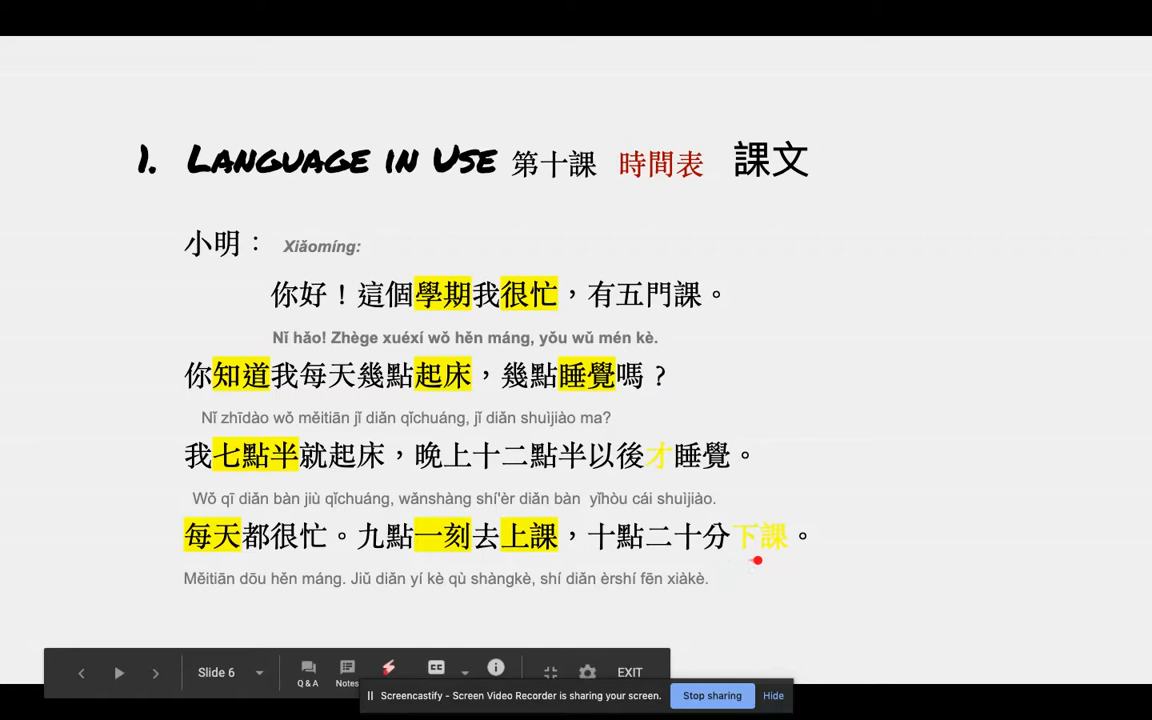 1. Language in Use 第十課 時間表 課文
小明： Xiǎomíng:
你好！這個學期我很忙，有五門課。
Nǐ hǎo! Zhège xuéxí wǒ hěn máng, yǒu wǔ mén kè.
你知道我每天幾點起床，幾點睡覺嗎？
Nǐ zhīdào wǒ měitiān jǐ diǎn qǐchuáng, jǐ diǎn shuìjiào ma?
我七點半就起床，晚上十二點半以後才睡覺。
Wǒ qī diǎn bàn jiù qǐchuáng, wǎnshàng shí'èr diǎn bàn yǐhòu cái shuìjiào.
每天都很忙。九點一刻去上課，十點二十分下課。
Měitiān dōu hěn máng. Jiǔ diǎn yí kè qù shàngkè, shí diǎn èrshí fēn xiàkè.
Slide 6 Q & A Notes CC EXIT
Screencastify - Screen Video Recorder is sharing your screen. Stop sharing Hide